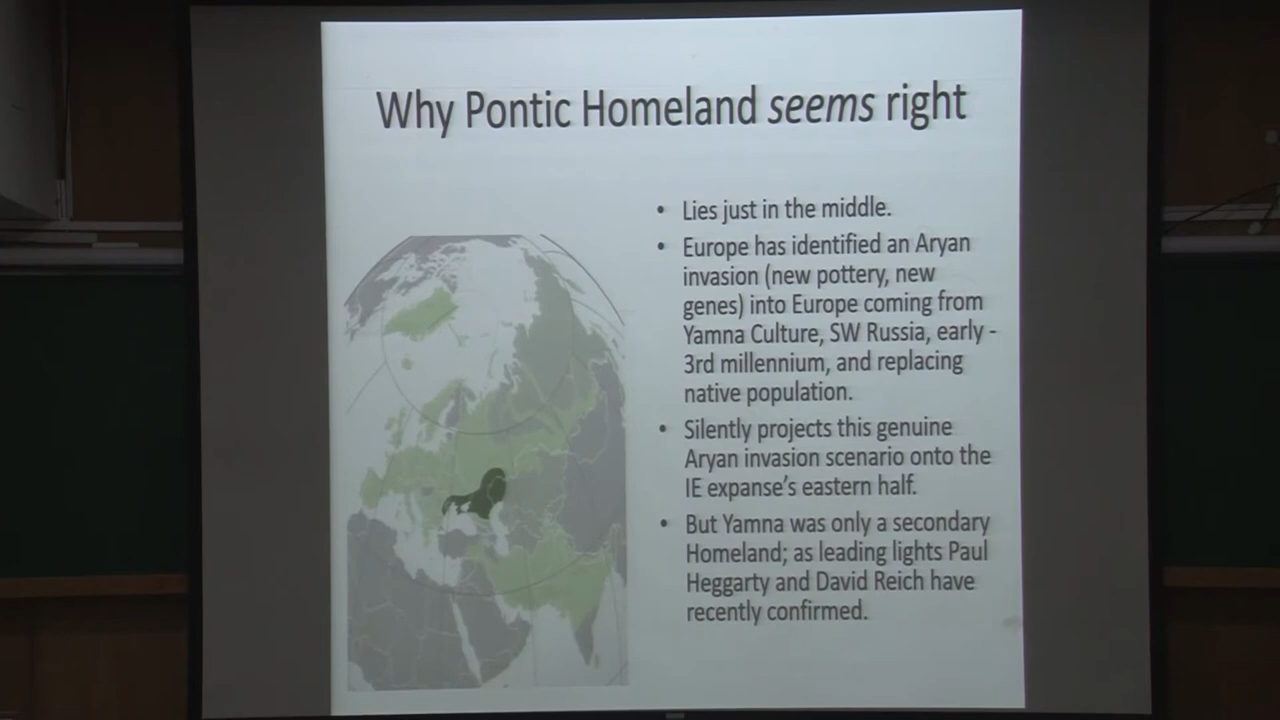 Why Pontic Homeland seems right
• Lies just in the middle.
• Europe has identified an Aryan
invasion (new pottery, new
genes) into Europe coming from
Yamna Culture, SW Russia, early -
3rd millennium, and replacing
native population.
• Silently projects this genuine
Aryan invasion scenario onto the
IE expanse's eastern half.
• But Yamna was only a secondary
Homeland; as leading lights Paul
Heggarty and David Reich have
recently confirmed.